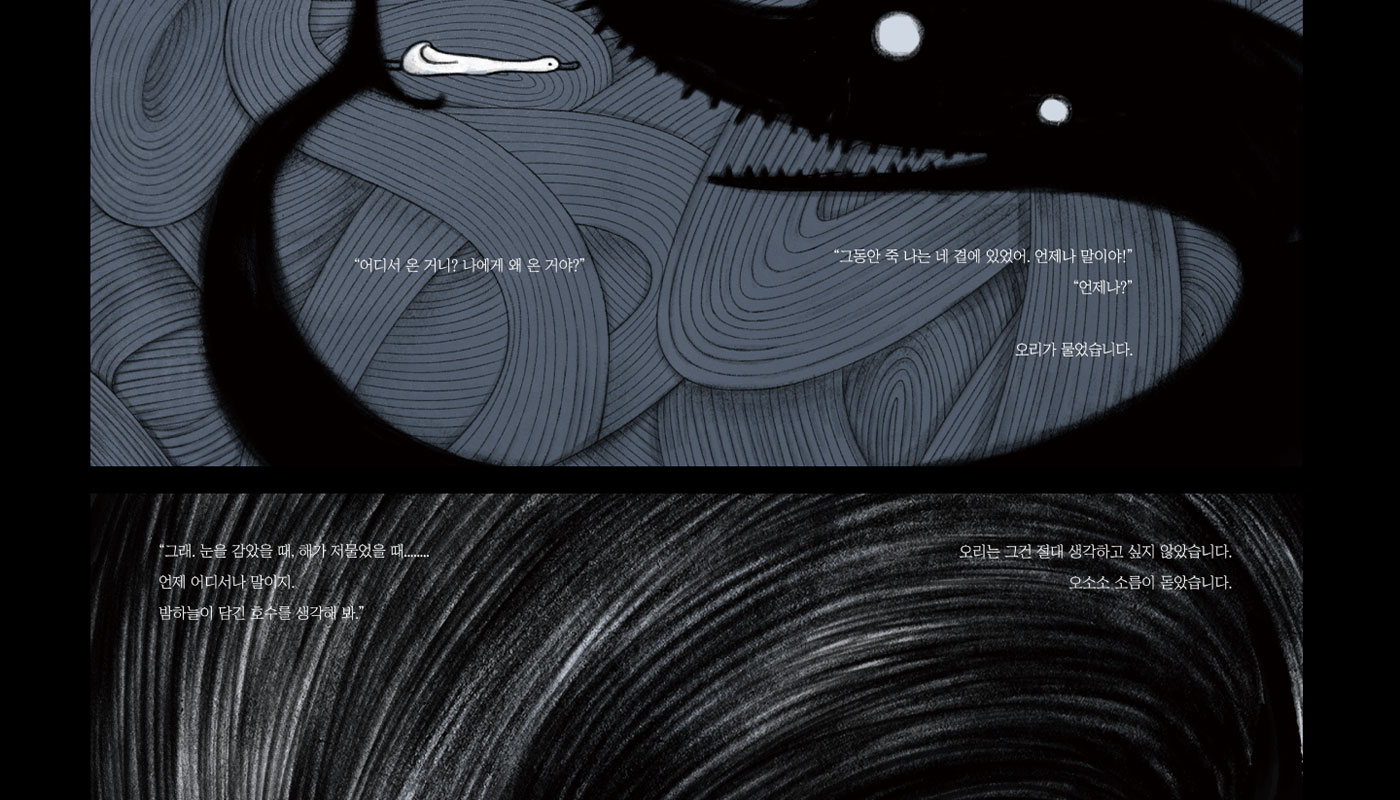 “어디서 온 거니? 나에게 왜 온 거야?”
“그동안 죽 나는 네 곁에 있었어. 언제나 말이야!”
“언제나?”
오리가 물었습니다.
“그래. 눈을 감았을 때, 해가 저물었을 때........
언제 어디서나 말이지.
밤하늘이 담긴 호수를 생각해 봐.”
오리는 그건 절대 생각하고 싶지 않았습니다.
오소소 소름이 돋았습니다.